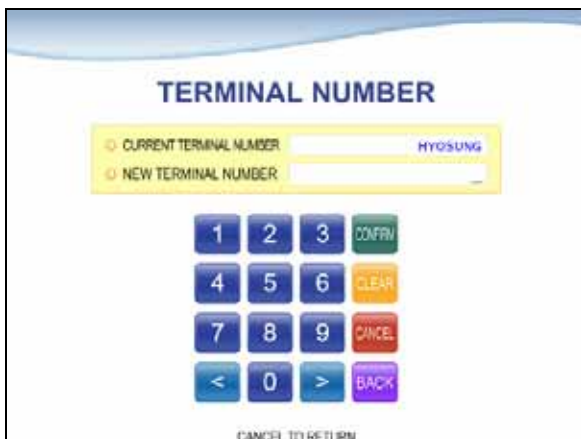 TERMINAL NUMBER
CURRENT TERMINAL NUMBER HYOSUNG
NEW TERMINAL NUMBER _
1 2 3 CONFIRM
4 5 6 CLEAR
7 8 9 CANCEL
< 0 > BACK
CANCEL TO RETURN